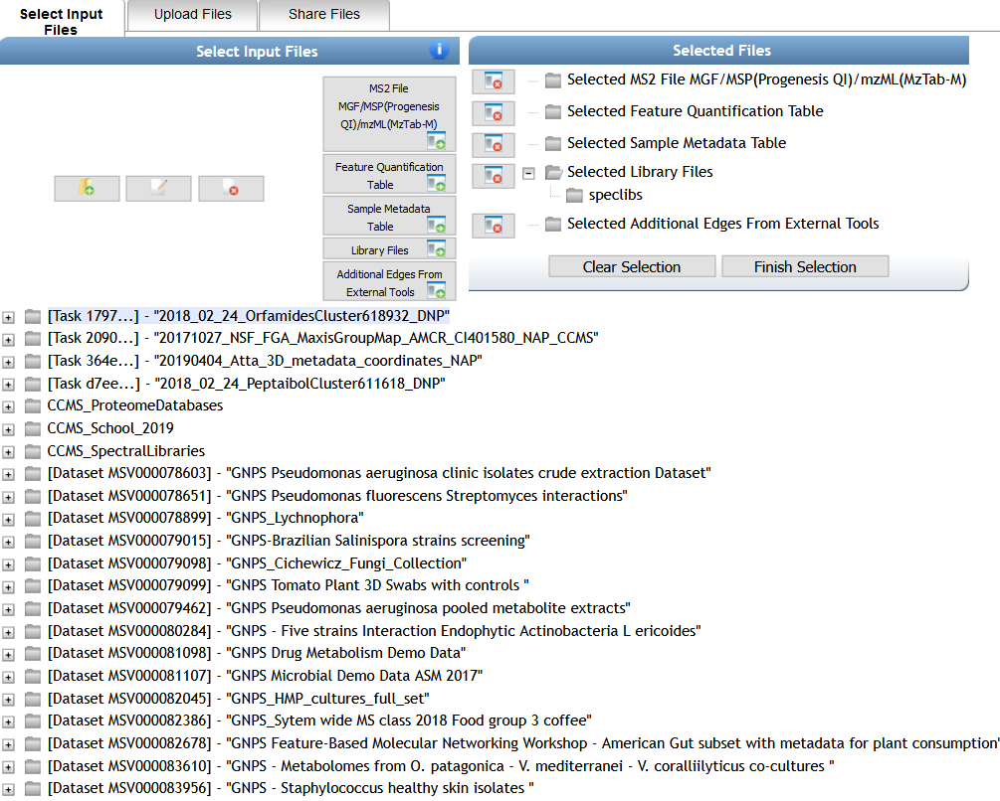 Select Input
Files
Upload Files
Share Files
Select Input Files
i
MS2 File
MGF/MSP(Progenesis
QI)/mzML(MzTab-M)
Feature Quantification
Table
Sample Metadata
Table
Library Files
Additional Edges From
External Tools
Selected Files
Selected MS2 File MGF/MSP(Progenesis QI)/mzML(MzTab-M)
Selected Feature Quantification Table
Selected Sample Metadata Table
Selected Library Files
speclibs
Selected Additional Edges From External Tools
Clear Selection
Finish Selection
[Task 1797...] - "2018_02_24_OrfamidesCluster618932_DNP"
[Task 2090...] - "20171027_NSF_FGA_MaxisGroupMap_AMCR_CI401580_NAP_CCMS"
[Task 364e...] - "20190404_Atta_3D_metadata_coordinates_NAP"
[Task d7ee...] - "2018_02_24_PeptaibolCluster611618_DNP"
CCMS_ProteomeDatabases
CCMS_School_2019
CCMS_SpectralLibraries
[Dataset MSV000078603] - "GNPS Pseudomonas aeruginosa clinic isolates crude extraction Dataset"
[Dataset MSV000078651] - "GNPS Pseudomonas fluorescens Streptomyces interactions"
[Dataset MSV000078899] - "GNPS_Lychnophora"
[Dataset MSV000079015] - "GNPS-Brazilian Salinispora strains screening"
[Dataset MSV000079098] - "GNPS_Cichewicz_Fungi_Collection"
[Dataset MSV000079099] - "GNPS Tomato Plant 3D Swabs with controls "
[Dataset MSV000079462] - "GNPS Pseudomonas aeruginosa pooled metabolite extracts"
[Dataset MSV000080284] - "GNPS - Five strains Interaction Endophytic Actinobacteria L ericoides"
[Dataset MSV000081098] - "GNPS Drug Metabolism Demo Data"
[Dataset MSV000081107] - "GNPS Microbial Demo Data ASM 2017"
[Dataset MSV000082045] - "GNPS_HMP_cultures_full_set"
[Dataset MSV000082386] - "GNPS_Sytem wide MS class 2018 Food group 3 coffee"
[Dataset MSV000082678] - "GNPS Feature-Based Molecular Networking Workshop - American Gut subset with metadata for plant consumption"
[Dataset MSV000083610] - "GNPS - Metabolomes from O. patagonica - V. mediterranei - V. coralliilyticus co-cultures "
[Dataset MSV000083956] - "GNPS - Staphylococcus healthy skin isolates "